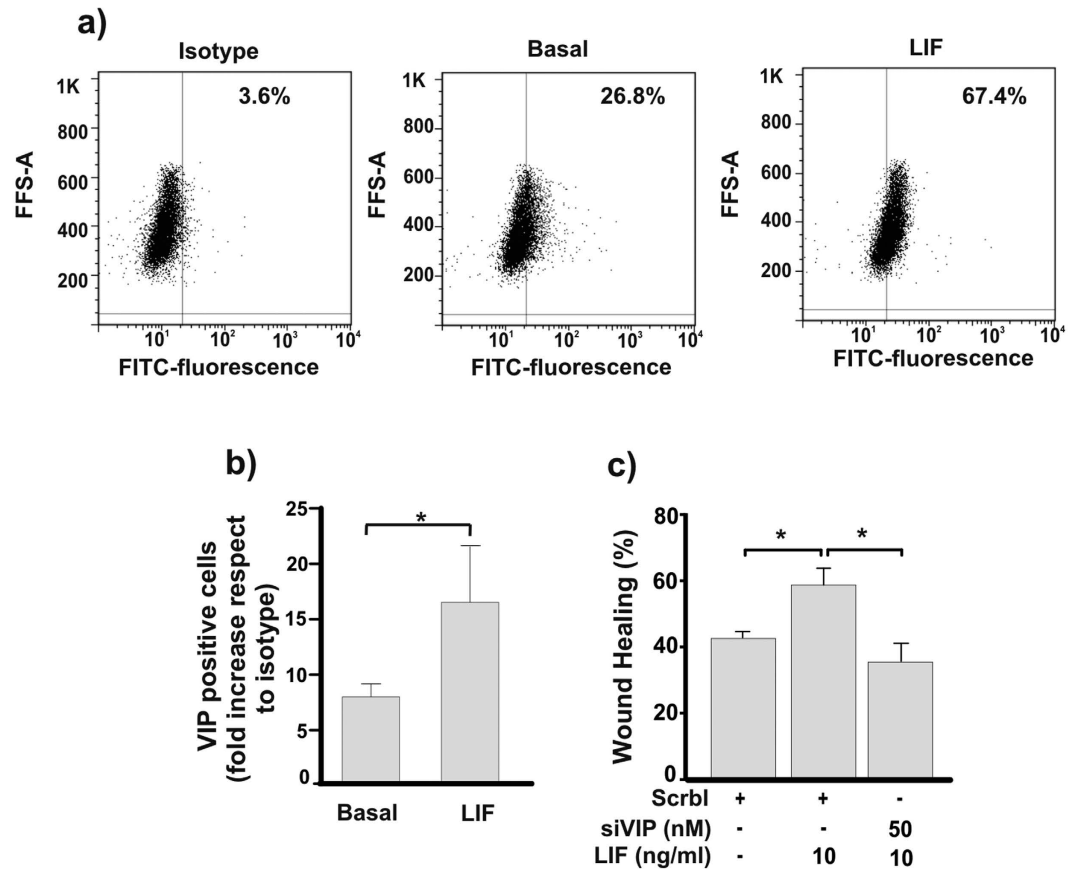 a)
Isotype
3.6%
1K
800
600
400
200
FFS-A
10¹ 10² 10³ 10⁴
FITC-fluorescence
Basal
26.8%
1K
800
600
400
200
FFS-A
10¹ 10² 10³ 10⁴
FITC-fluorescence
LIF
67.4%
1K
800
600
400
200
FFS-A
10¹ 10² 10³ 10⁴
FITC-fluorescence
b)
VIP positive cells
(fold increase respect
to isotype)
25
20
15
10
5
0
*
Basal LIF
c)
Wound Healing (%)
80
60
40
20
0
* *
Scrbl + + -
siVIP (nM) - - 50
LIF (ng/ml) - 10 10